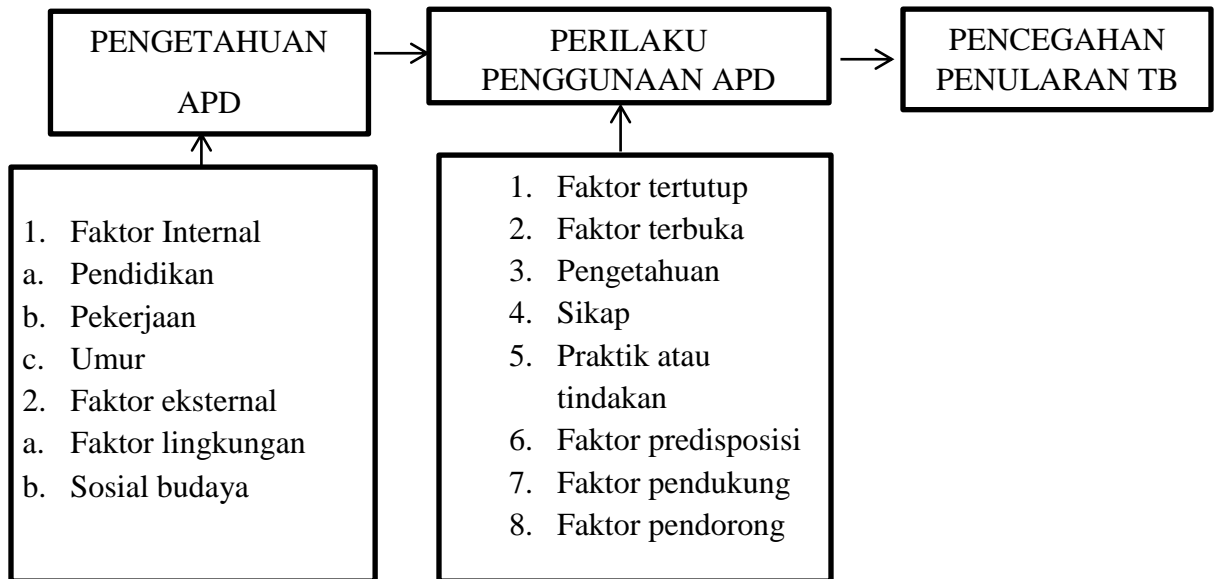 PENGETAHUAN
APD
PERILAKU
PENGGUNAAN APD
PENCEGAHAN
PENULARAN TB
1. Faktor Internal
a. Pendidikan
b. Pekerjaan
c. Umur
2. Faktor eksternal
a. Faktor lingkungan
b. Sosial budaya
1. Faktor tertutup
2. Faktor terbuka
3. Pengetahuan
4. Sikap
5. Praktik atau
tindakan
6. Faktor predisposisi
7. Faktor pendukung
8. Faktor pendorong